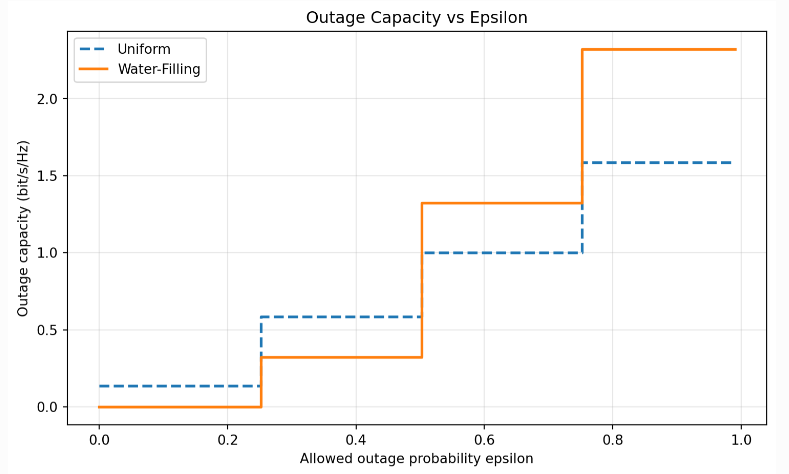 Outage Capacity vs Epsilon
Uniform
Water-Filling
Outage capacity (bit/s/Hz)
2.0
1.5
1.0
0.5
0.0
0.0 0.2 0.4 0.6 0.8 1.0
Allowed outage probability epsilon